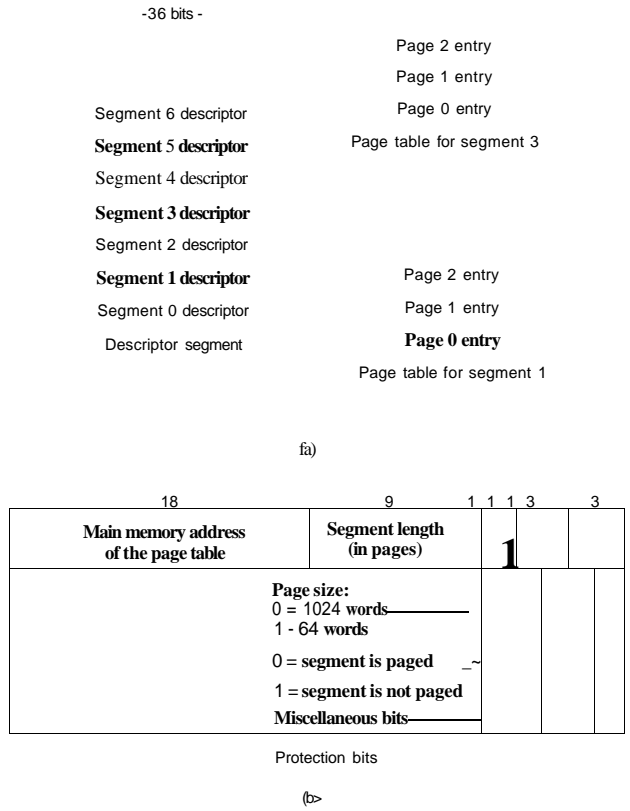 -36 bits -
Page 2 entry
Page 1 entry
Page 0 entry
Page table for segment 3
Segment 6 descriptor
Segment 5 descriptor
Segment 4 descriptor
Segment 3 descriptor
Segment 2 descriptor
Segment 1 descriptor
Segment 0 descriptor
Descriptor segment
Page 2 entry
Page 1 entry
Page 0 entry
Page table for segment 1
fa)
18 9 1 1 1 3 3
Main memory address
of the page table
Segment length
(in pages)
1
Page size:
0 = 1024 words
1 - 64 words
0 = segment is paged _~
1 = segment is not paged
Miscellaneous bits
Protection bits
(b>